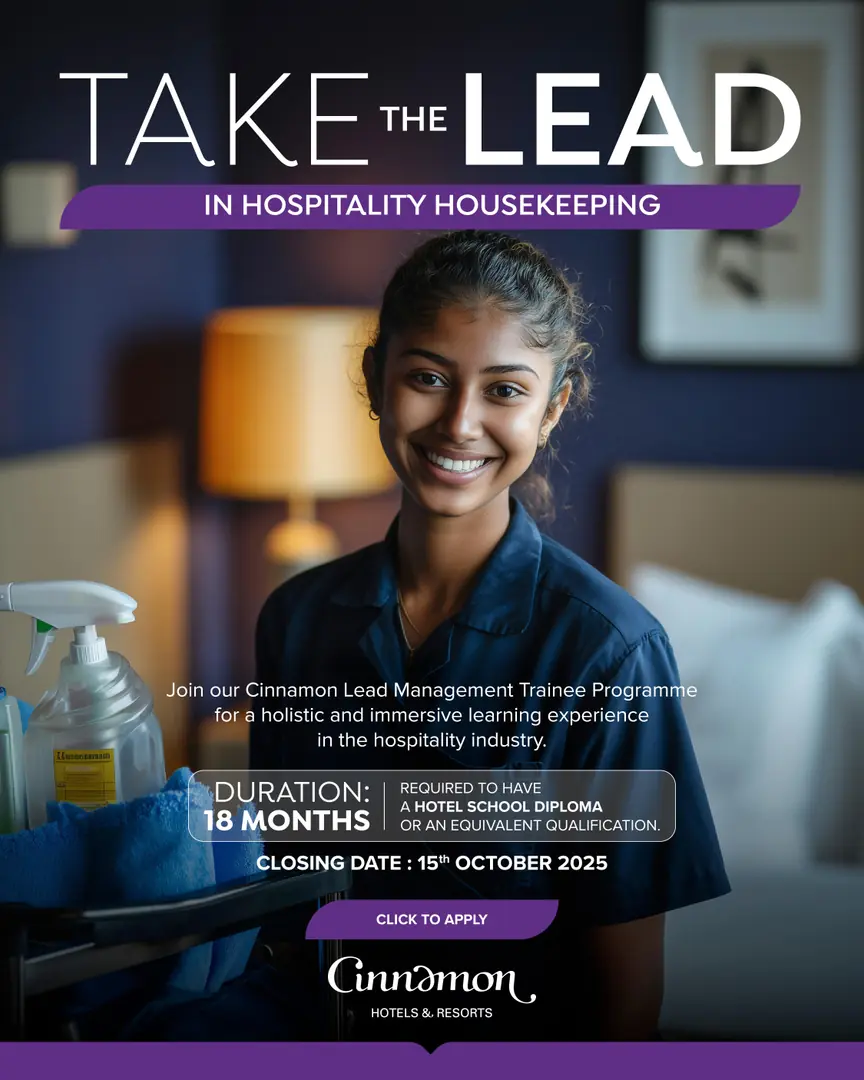 TAKE THE LEAD
IN HOSPITALITY HOUSEKEEPING
Join our Cinnamon Lead Management Trainee Programme
for a holistic and immersive learning experience
in the hospitality industry.
DURATION:
18 MONTHS
REQUIRED TO HAVE
A HOTEL SCHOOL DIPLOMA
OR AN EQUIVALENT QUALIFICATION.
CLOSING DATE : 15th OCTOBER 2025
CLICK TO APPLY
Cinnamon
HOTELS & RESORTS